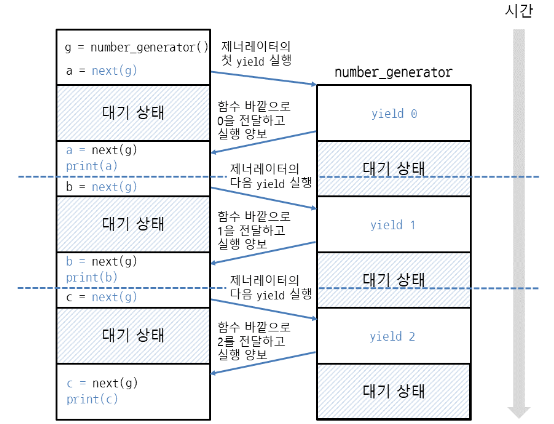 시간
g = number_generator()
a = next(g)
제너레이터의
첫 yield 실행
number_generator
대기 상태
함수 바깥으로
0을 전달하고
실행 양보
yield 0
a = next(g)
print(a)
대기 상태
b = next(g)
제너레이터의
다음 yield 실행
대기 상태
함수 바깥으로
1을 전달하고
실행 양보
yield 1
b = next(g)
print(b)
대기 상태
c = next(g)
제너레이터의
다음 yield 실행
대기 상태
함수 바깥으로
2를 전달하고
실행 양보
yield 2
c = next(g)
print(c)
대기 상태